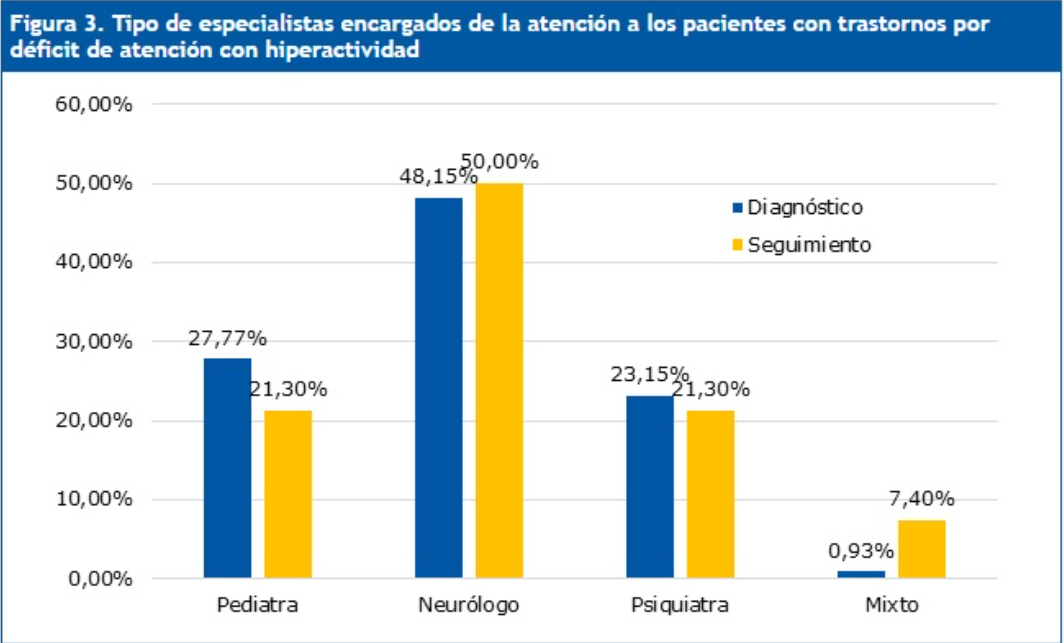 Figura 3. Tipo de especialistas encargados de la atención a los pacientes con trastornos por
déficit de atención con hiperactividad
60,00%
50,00%
40,00%
30,00%
20,00%
10,00%
0,00%
27,77%
21,30%
48,15%
50,00%
23,15%
21,30%
0,93%
7,40%
Diagnóstico
Seguimiento
Pediatra
Neurólogo
Psiquiatra
Mixto